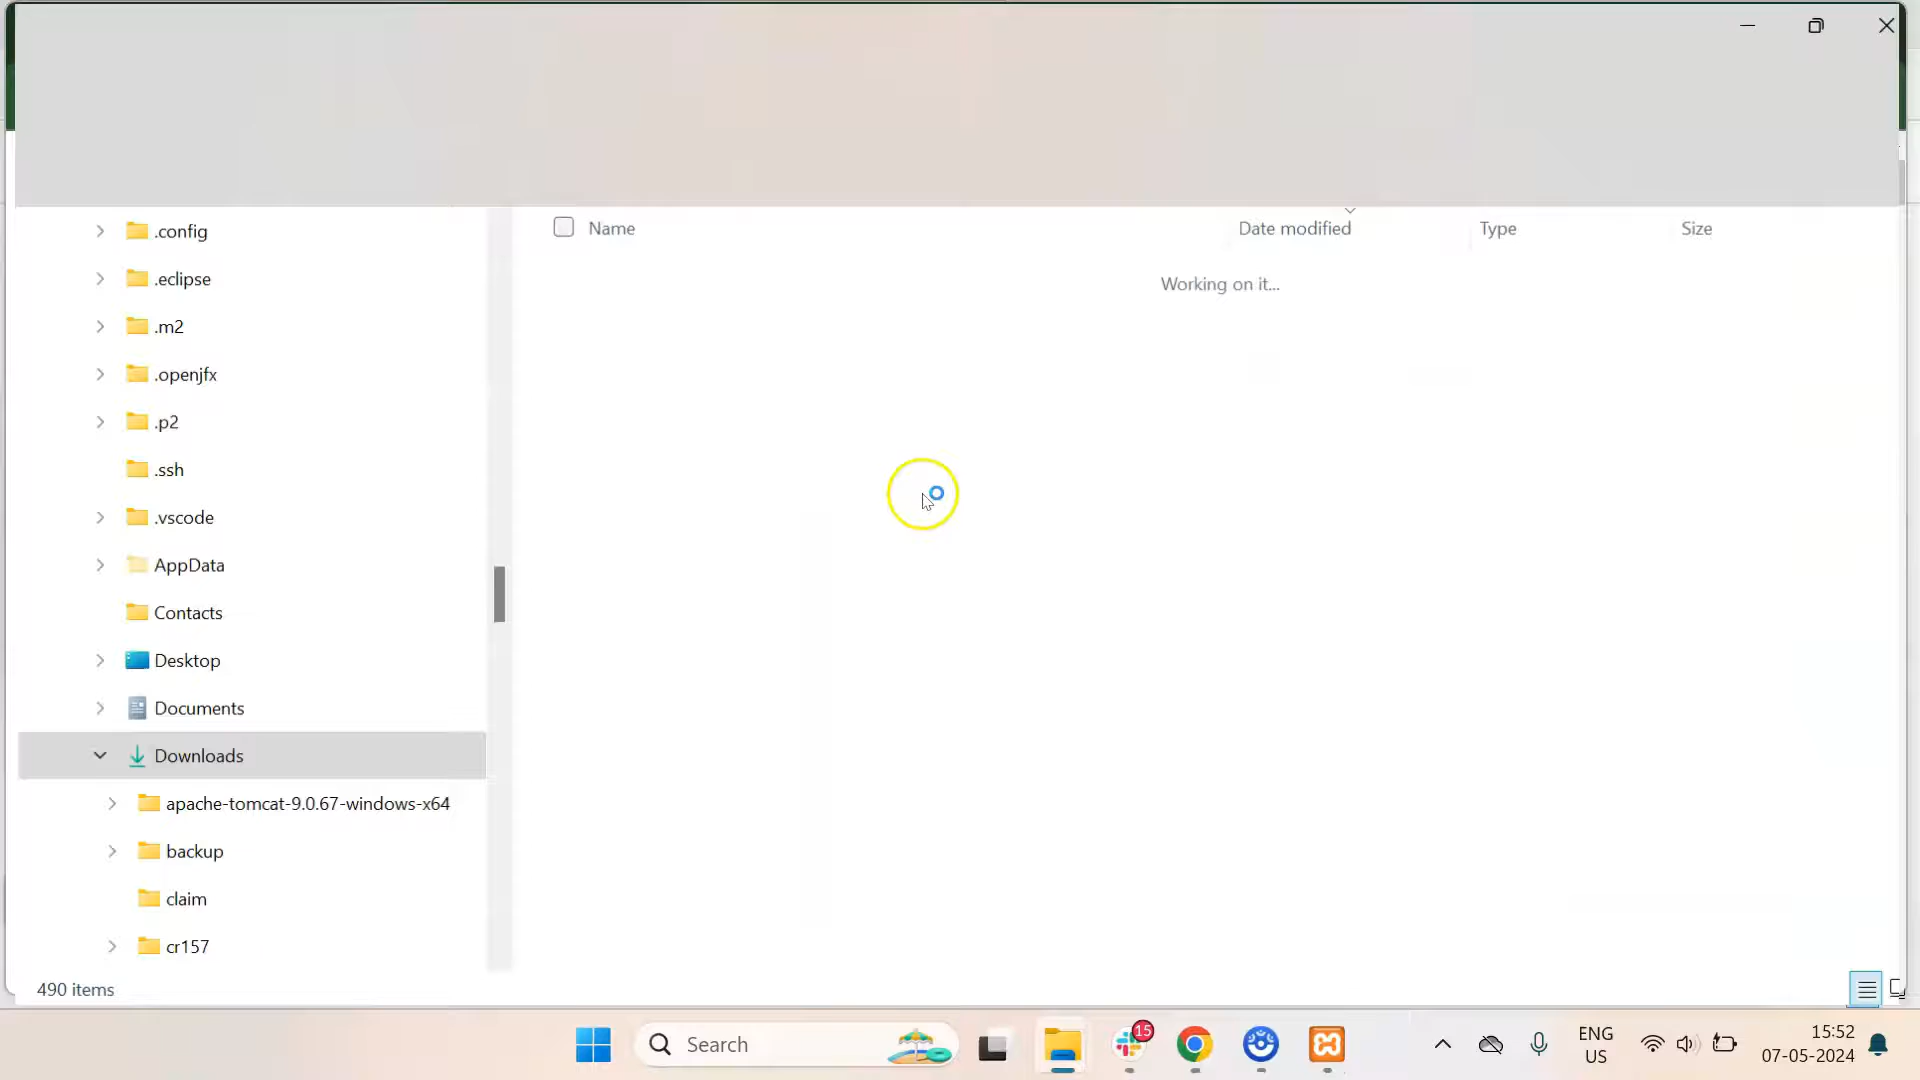 Name
Date modified
Type
Size
Working on it...
.config
.eclipse
.m2
.openjfx
.p2
.ssh
.vscode
AppData
Contacts
Desktop
Documents
Downloads
apache-tomcat-9.0.67-windows-x64
backup
claim
cr157
490 items
Search
15
ENG
US
15:52
07-05-2024